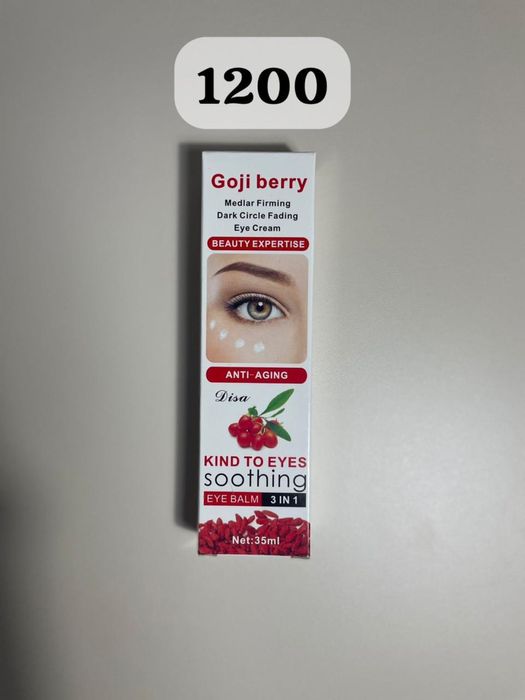 1200
Goji berry
Medlar Firming
Dark Circle Fading
Eye Cream
BEAUTY EXPERTISE
ANTI-AGING
Disa
KIND TO EYES
soothing
EYE BALM 3 IN 1
Net:35ml